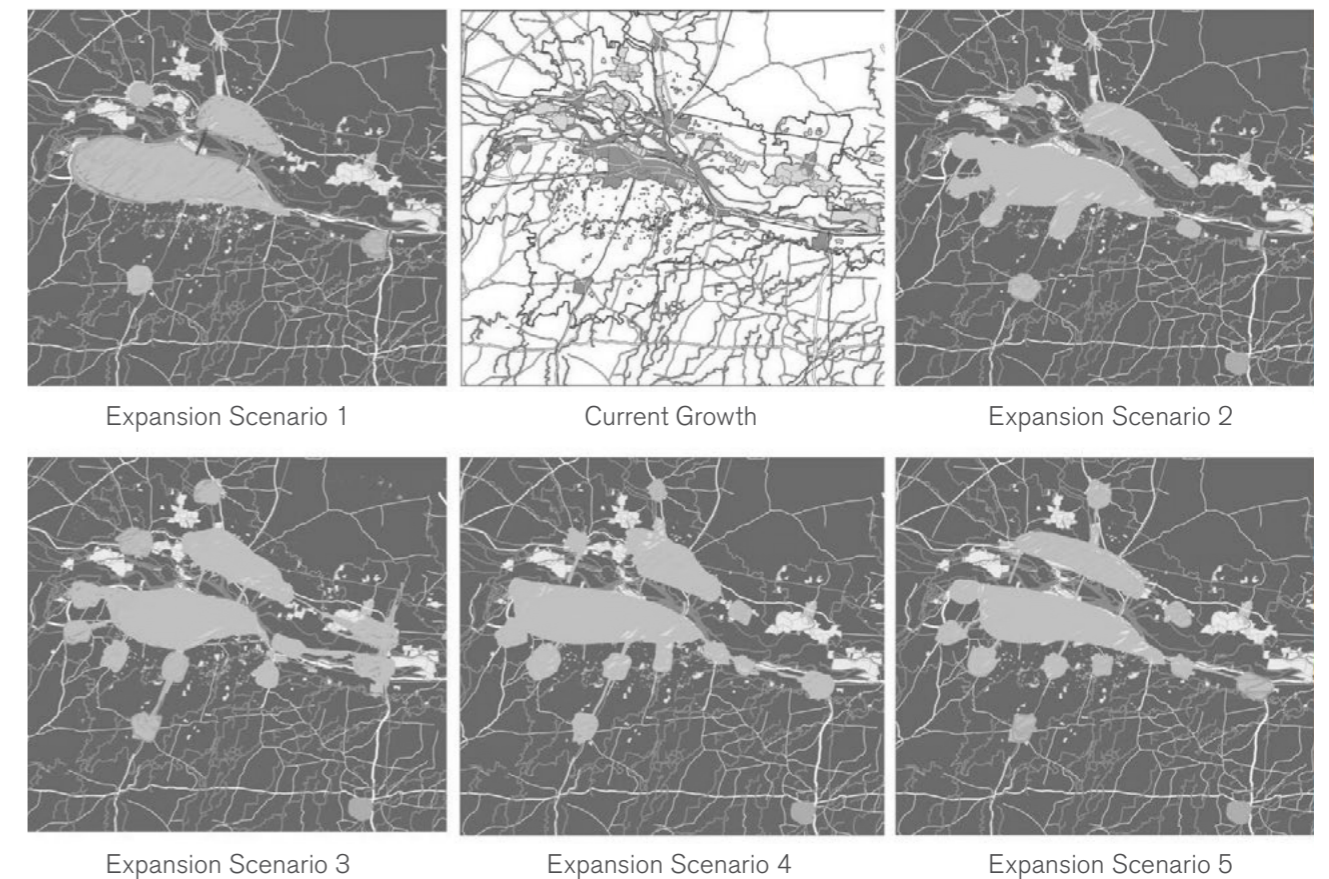 Expansion Scenario 1
Current Growth
Expansion Scenario 2
Expansion Scenario 3
Expansion Scenario 4
Expansion Scenario 5